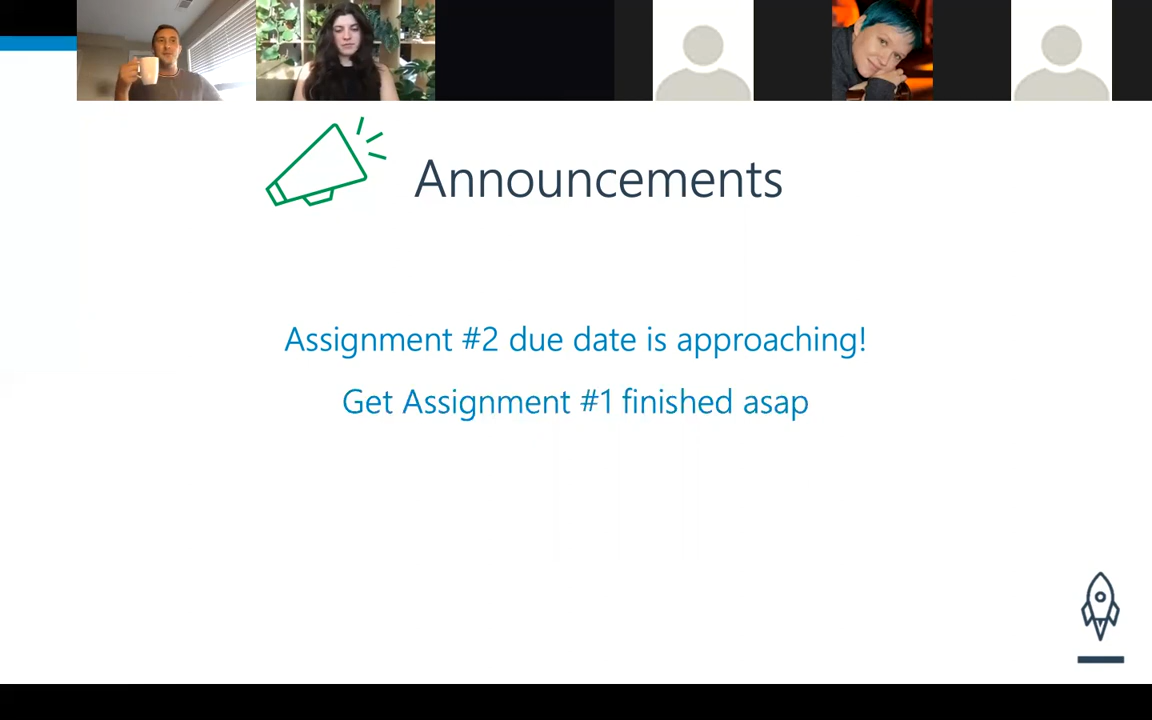 Announcements
Assignment #2 due date is approaching!
Get Assignment #1 finished asap